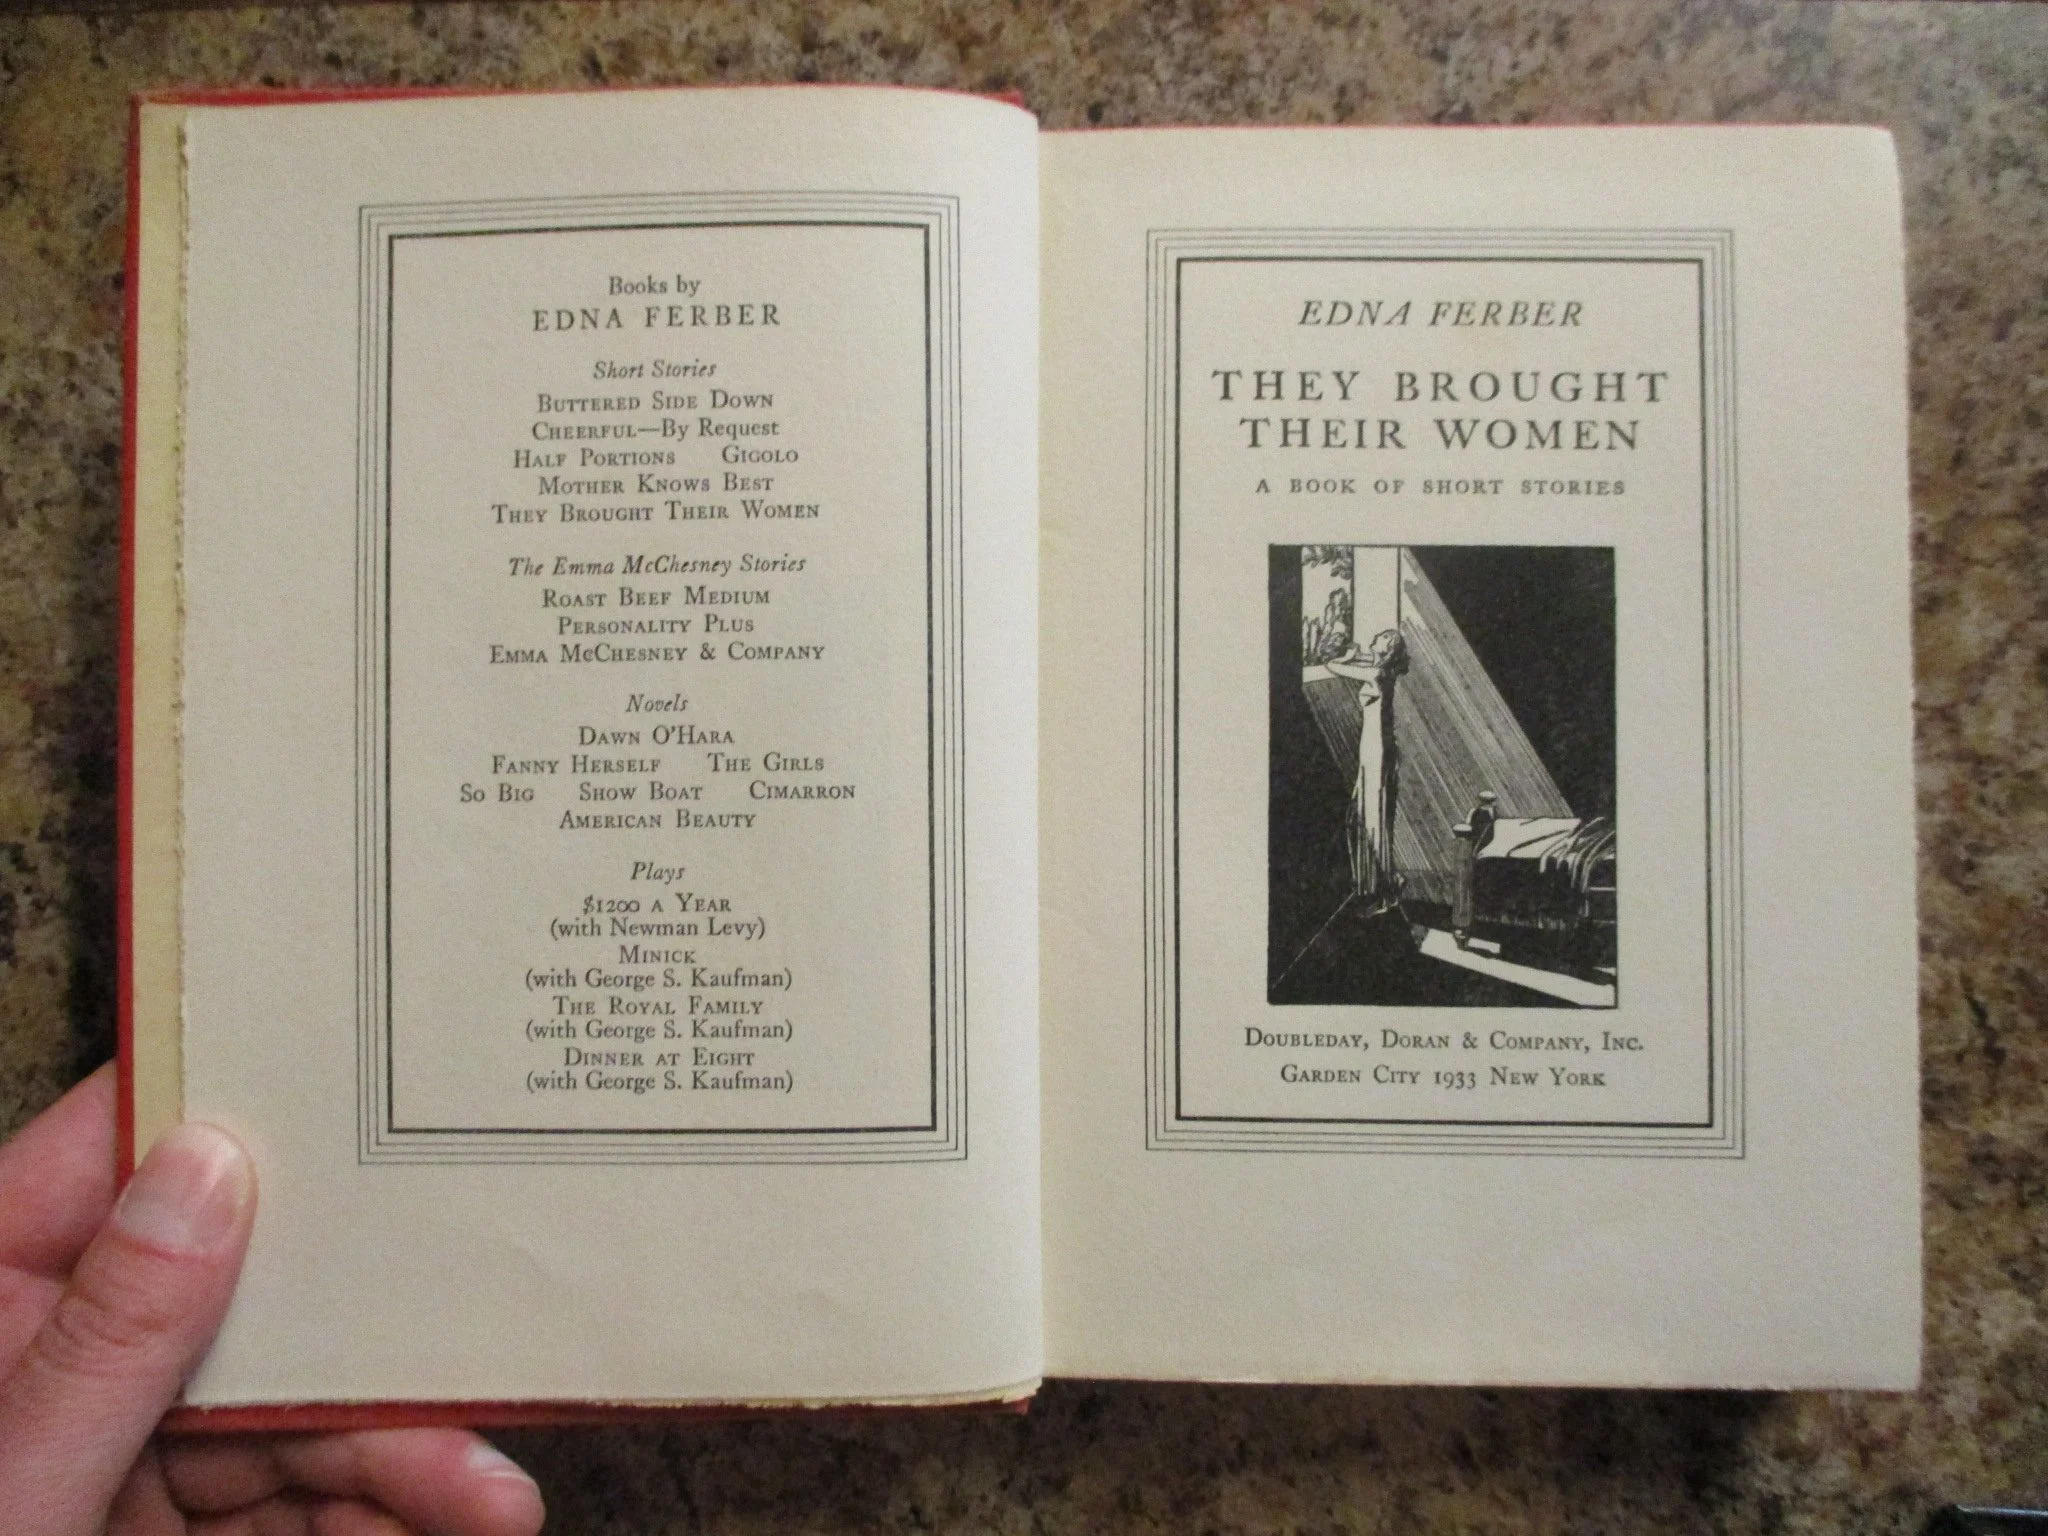 Books by
EDNA FERBER
Short Stories
BUTTERED SIDE DOWN
CHEERFUL—By Request
HALF PORTIONS GIGOLO
MOTHER KNOWS BEST
THEY BROUGHT THEIR WOMEN
The Emma McChesney Stories
ROAST BEEF MEDIUM
PERSONALITY PLUS
EMMA McCHESNEY & COMPANY
Novels
DAWN O'HARA
FANNY HERSELF THE GIRLS
SO BIG SHOW BOAT CIMARRON
AMERICAN BEAUTY
Plays
$1200 A YEAR
(with Newman Levy)
MINICK
(with George S. Kaufman)
THE ROYAL FAMILY
(with George S. Kaufman)
DINNER AT EIGHT
(with George S. Kaufman)
EDNA FERBER
THEY BROUGHT
THEIR WOMEN
A BOOK OF SHORT STORIES
DOUBLEDAY, DORAN & COMPANY, INC.
GARDEN CITY 1933 NEW YORK